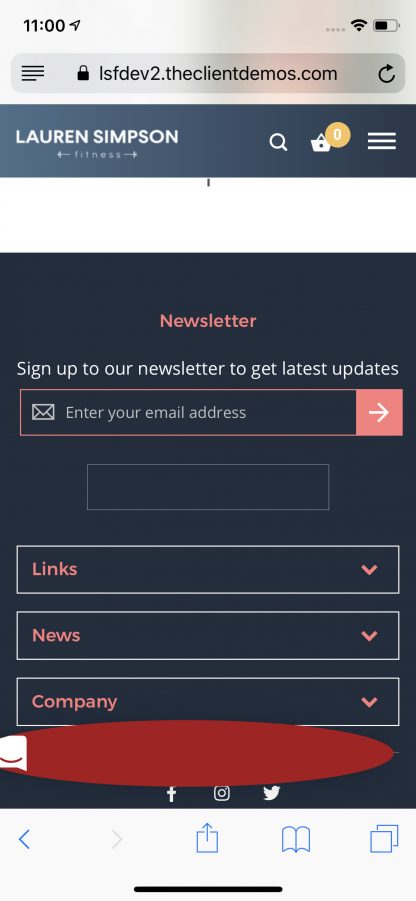 11:00
lsfdev2.theclientdemos.com
LAUREN SIMPSON
fitness
0
Newsletter
Sign up to our newsletter to get latest updates
Enter your email address
Links
News
Company